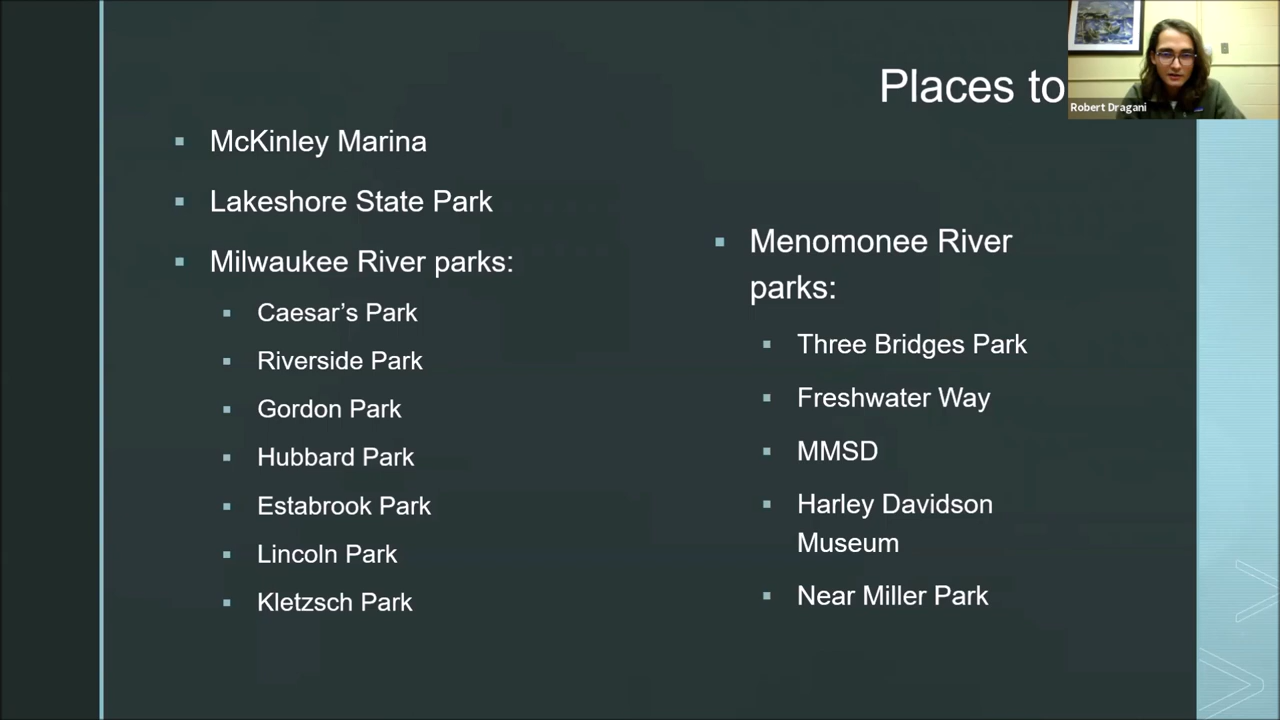 Places to
Robert Dragani
McKinley Marina
Lakeshore State Park
Milwaukee River parks:
Caesar’s Park
Riverside Park
Gordon Park
Hubbard Park
Estabrook Park
Lincoln Park
Kletzsch Park
Menomonee River
parks:
Three Bridges Park
Freshwater Way
MMSD
Harley Davidson
Museum
Near Miller Park